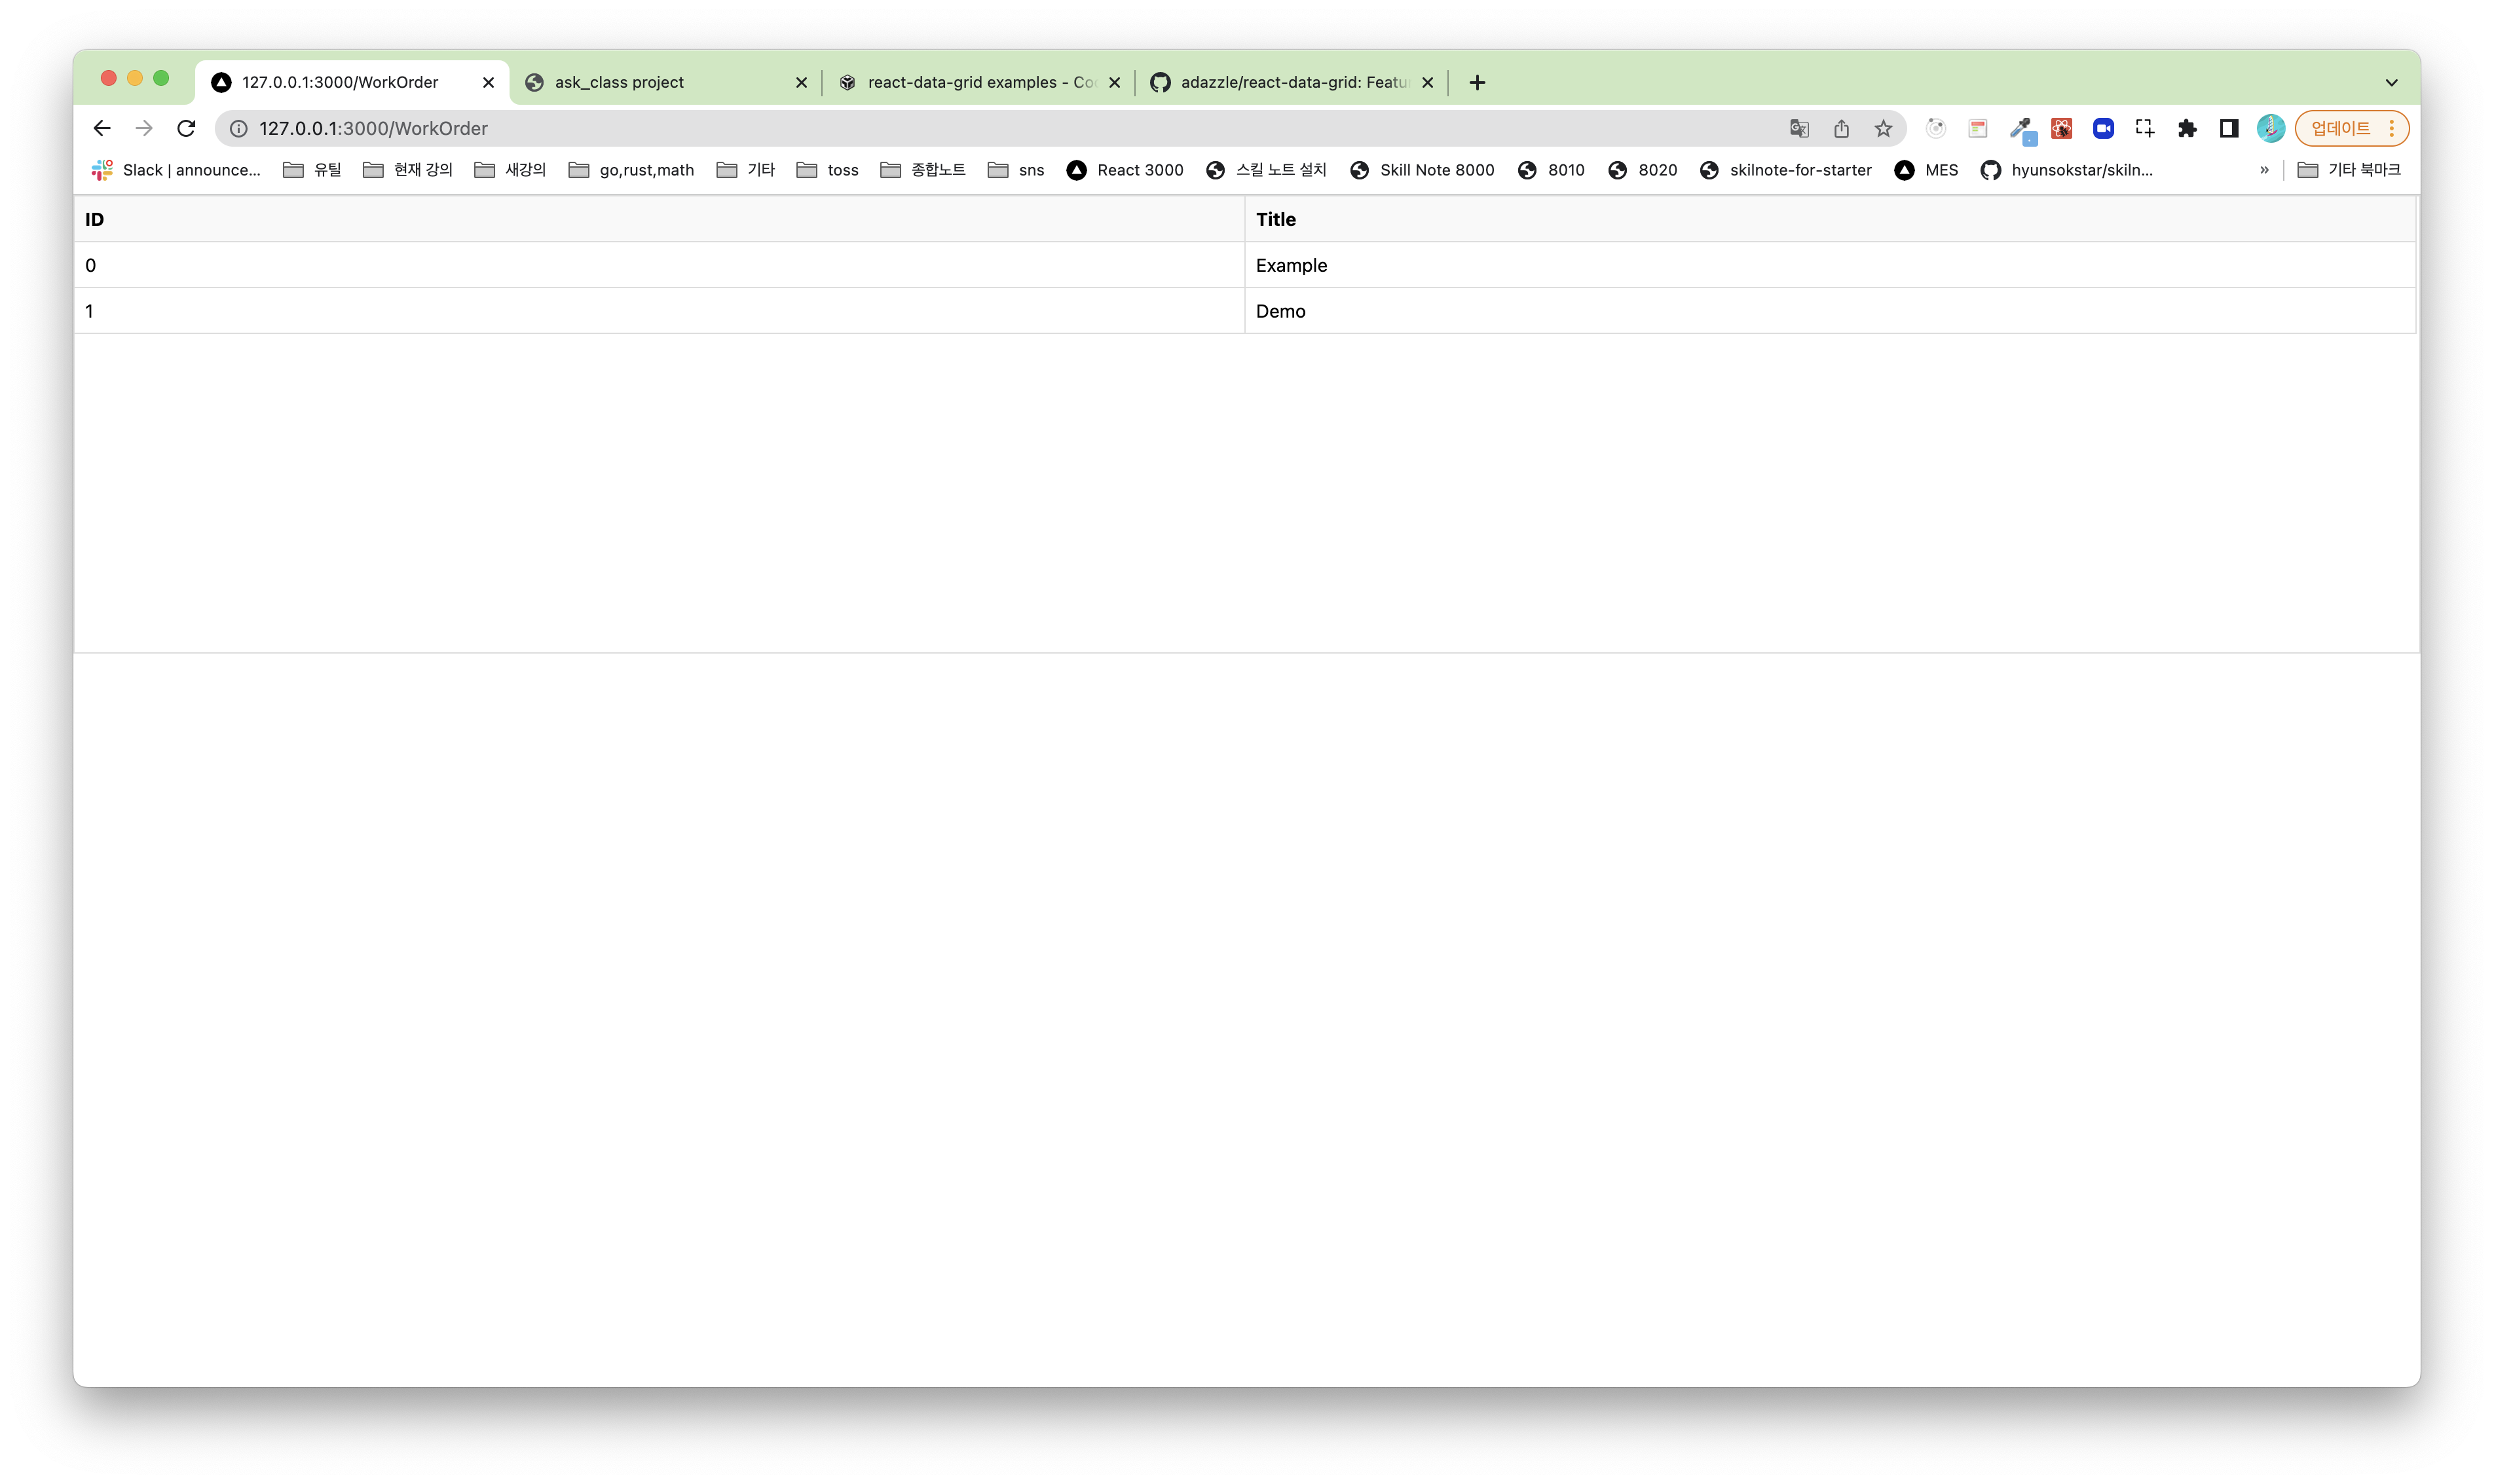 127.0.0.1:3000/WorkOrder ask_class project react-data-grid examples - Co adazzle/react-data-grid: Featu
127.0.0.1:3000/WorkOrder 업데이트
Slack | announce... 유틸 현재 강의 새강의 go,rust,math 기타 toss 종합노트 sns React 3000 스킬 노트 설치 Skill Note 8000 8010 8020 skilnote-for-starter MES hyunsokstar/skiln... » 기타 북마크
ID Title
0 Example
1 Demo